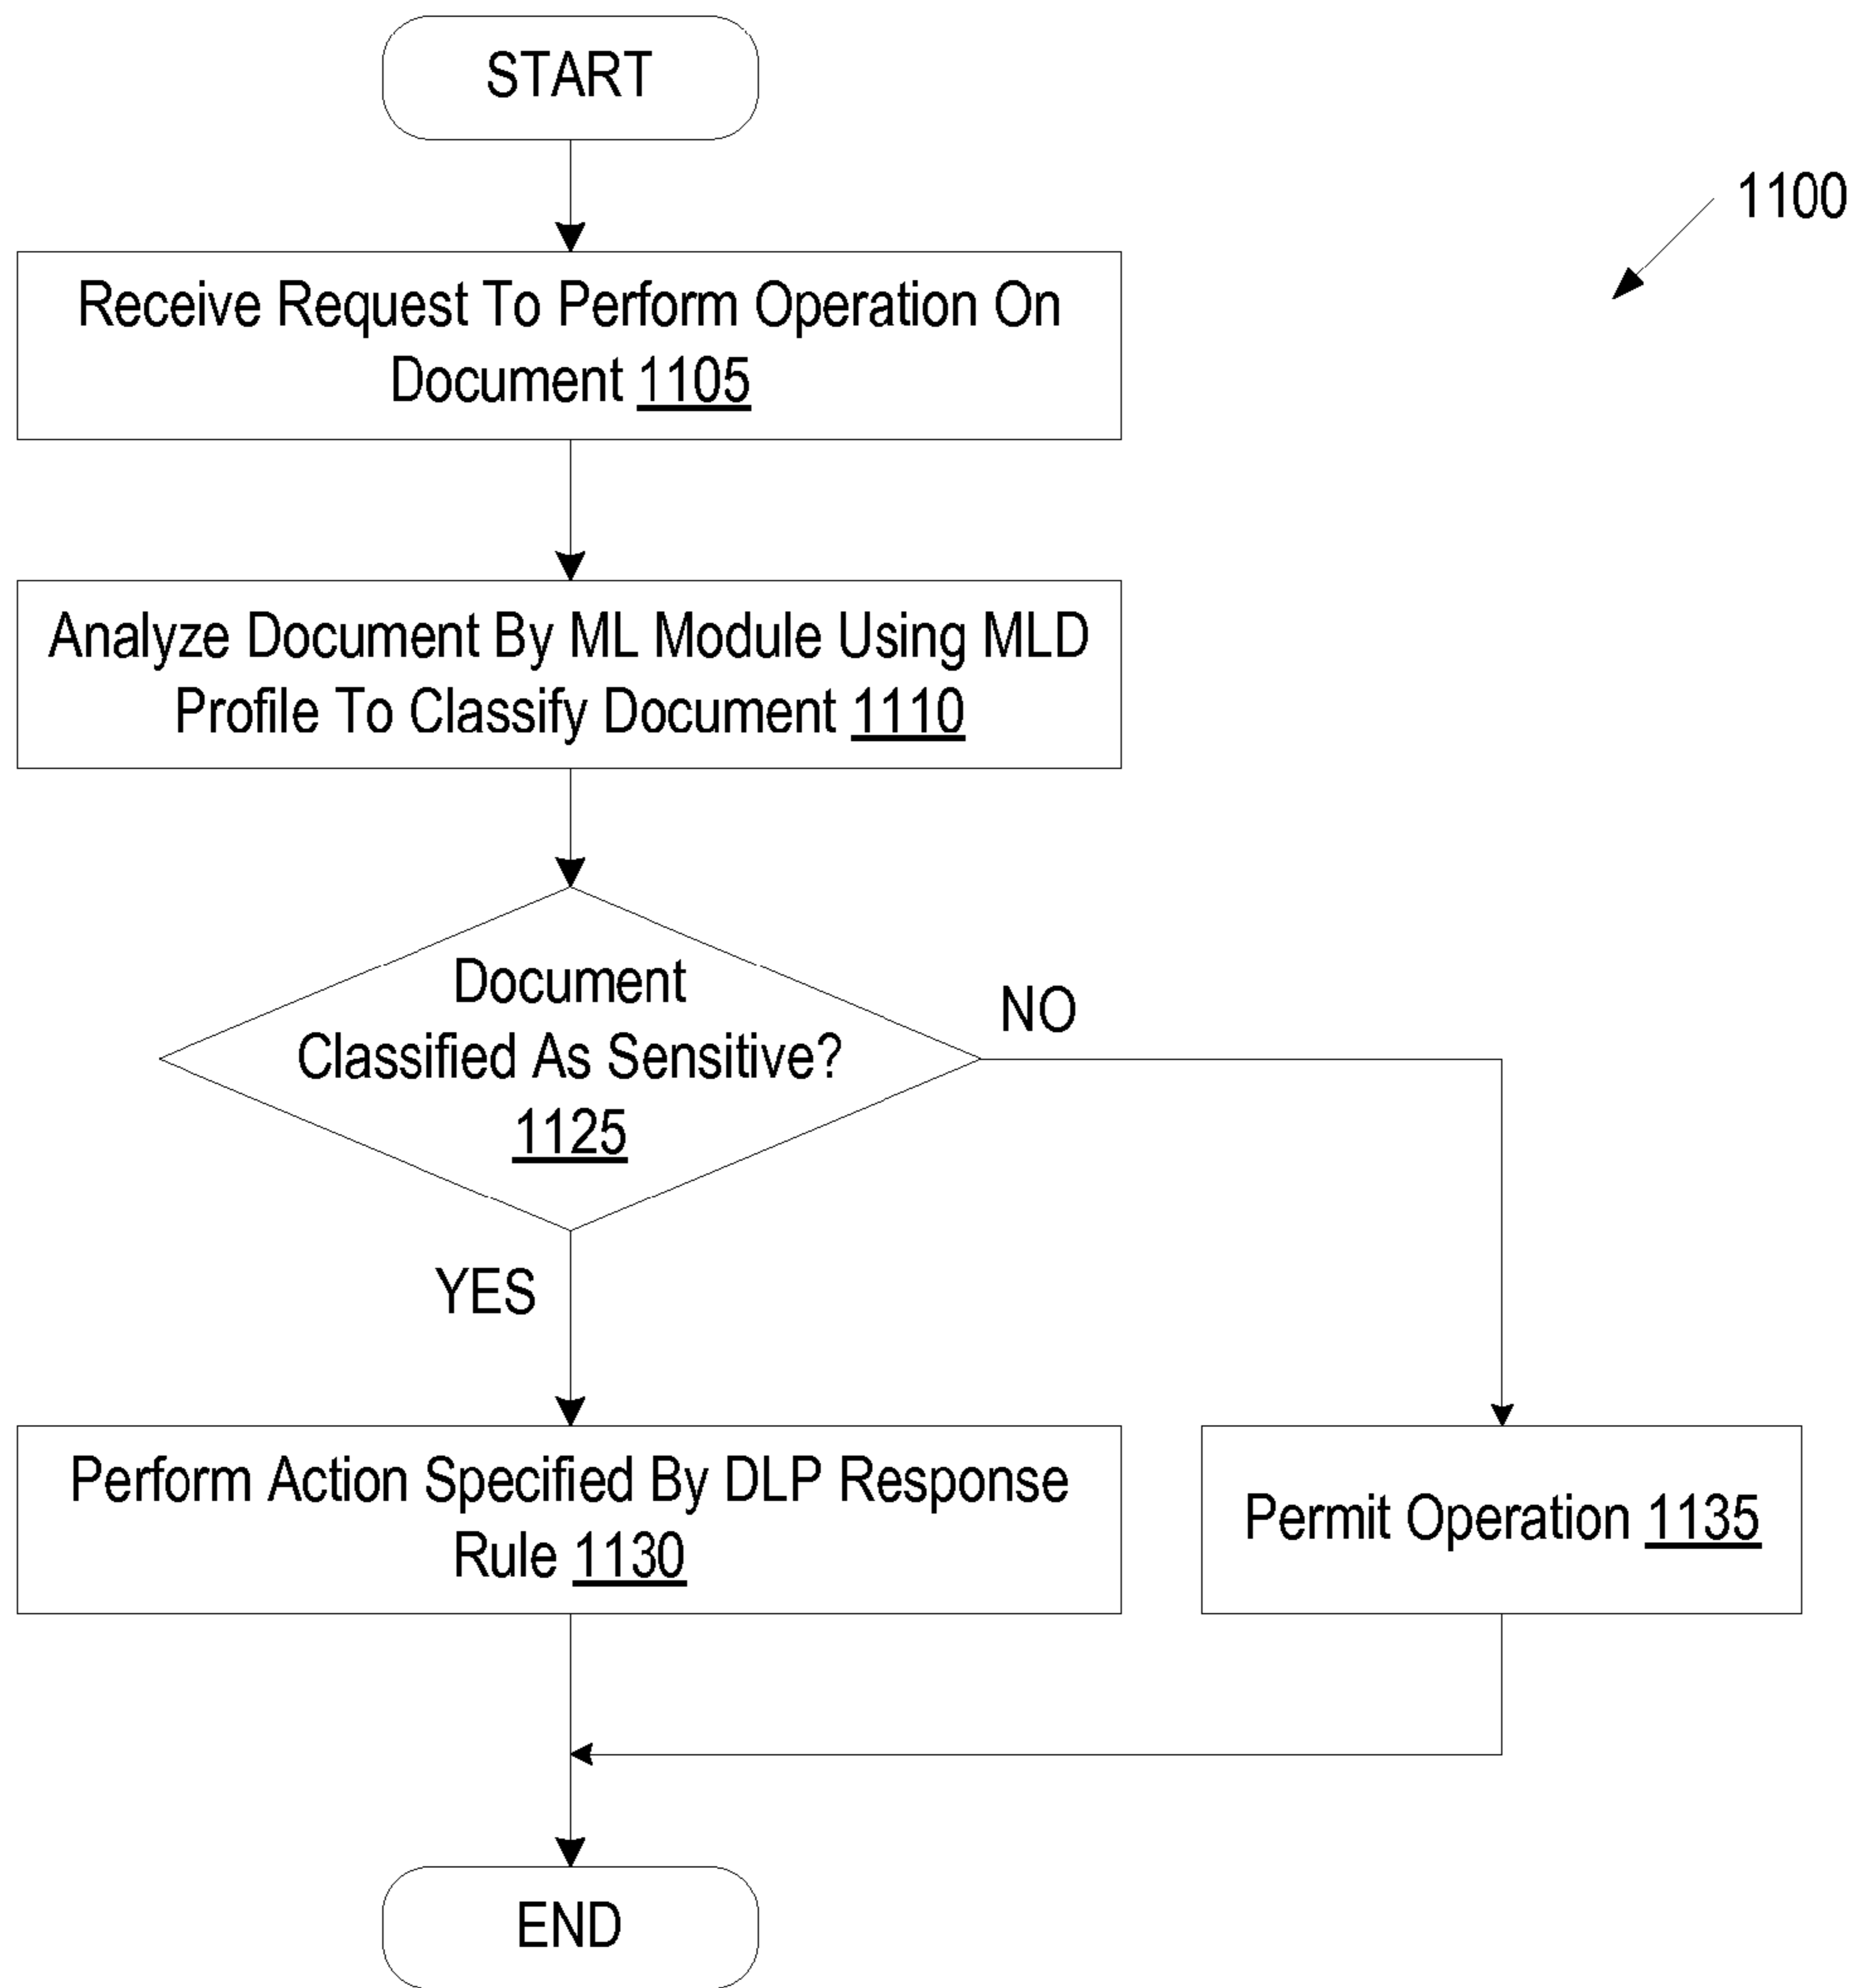 START
1100
Receive Request To Perform Operation On
Document 1105
Analyze Document By ML Module Using MLD
Profile To Classify Document 1110
Document
Classified As Sensitive?
1125
NO
YES
Perform Action Specified By DLP Response
Rule 1130
Permit Operation 1135
END